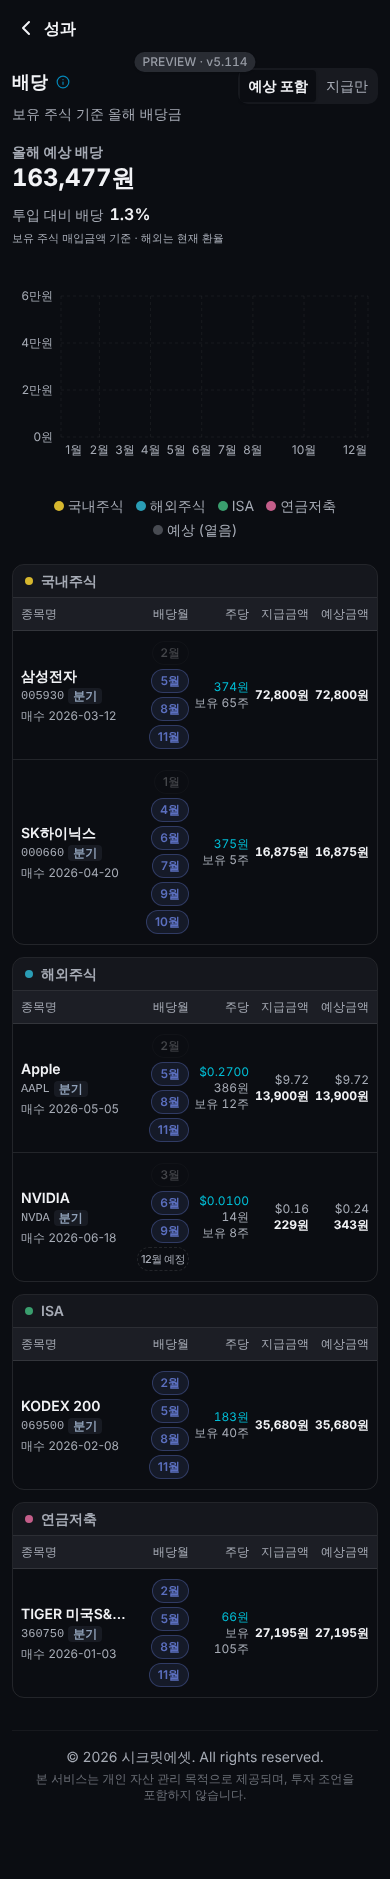 성과
PREVIEW · v5.114
배당
예상 포함 지급만
보유 주식 기준 올해 배당금
올해 예상 배당
163,477원
투입 대비 배당 1.3%
보유 주식 매입금액 기준 · 해외는 현재 환율
6만원
4만원
2만원
0원
1월 2월 3월 4월 5월 6월 7월 8월 10월 12월
국내주식 해외주식 ISA 연금저축
예상 (옅음)
국내주식
종목명 배당월 주당 지급금액 예상금액
삼성전자
005930 분기
매수 2026-03-12
2월
5월
8월
11월
374원
보유 65주
72,800원 72,800원
SK하이닉스
000660 분기
매수 2026-04-20
1월
4월
6월
7월
9월
10월
375원
보유 5주
16,875원 16,875원
해외주식
종목명 배당월 주당 지급금액 예상금액
Apple
AAPL 분기
매수 2026-05-05
2월
5월
8월
11월
$0.2700
386원
보유 12주
$9.72 $9.72
13,900원 13,900원
NVIDIA
NVDA 분기
매수 2026-06-18
3월
6월
9월
12월 예정
$0.0100
14원
보유 8주
$0.16 $0.24
229원 343원
ISA
종목명 배당월 주당 지급금액 예상금액
KODEX 200
069500 분기
매수 2026-02-08
2월
5월
8월
11월
183원
보유 40주
35,680원 35,680원
연금저축
종목명 배당월 주당 지급금액 예상금액
TIGER 미국S&...
360750 분기
매수 2026-01-03
2월
5월
8월
11월
66원
보유
105주
27,195원 27,195원
© 2026 시크릿에셋. All rights reserved.
본 서비스는 개인 자산 관리 목적으로 제공되며, 투자 조언을
포함하지 않습니다.